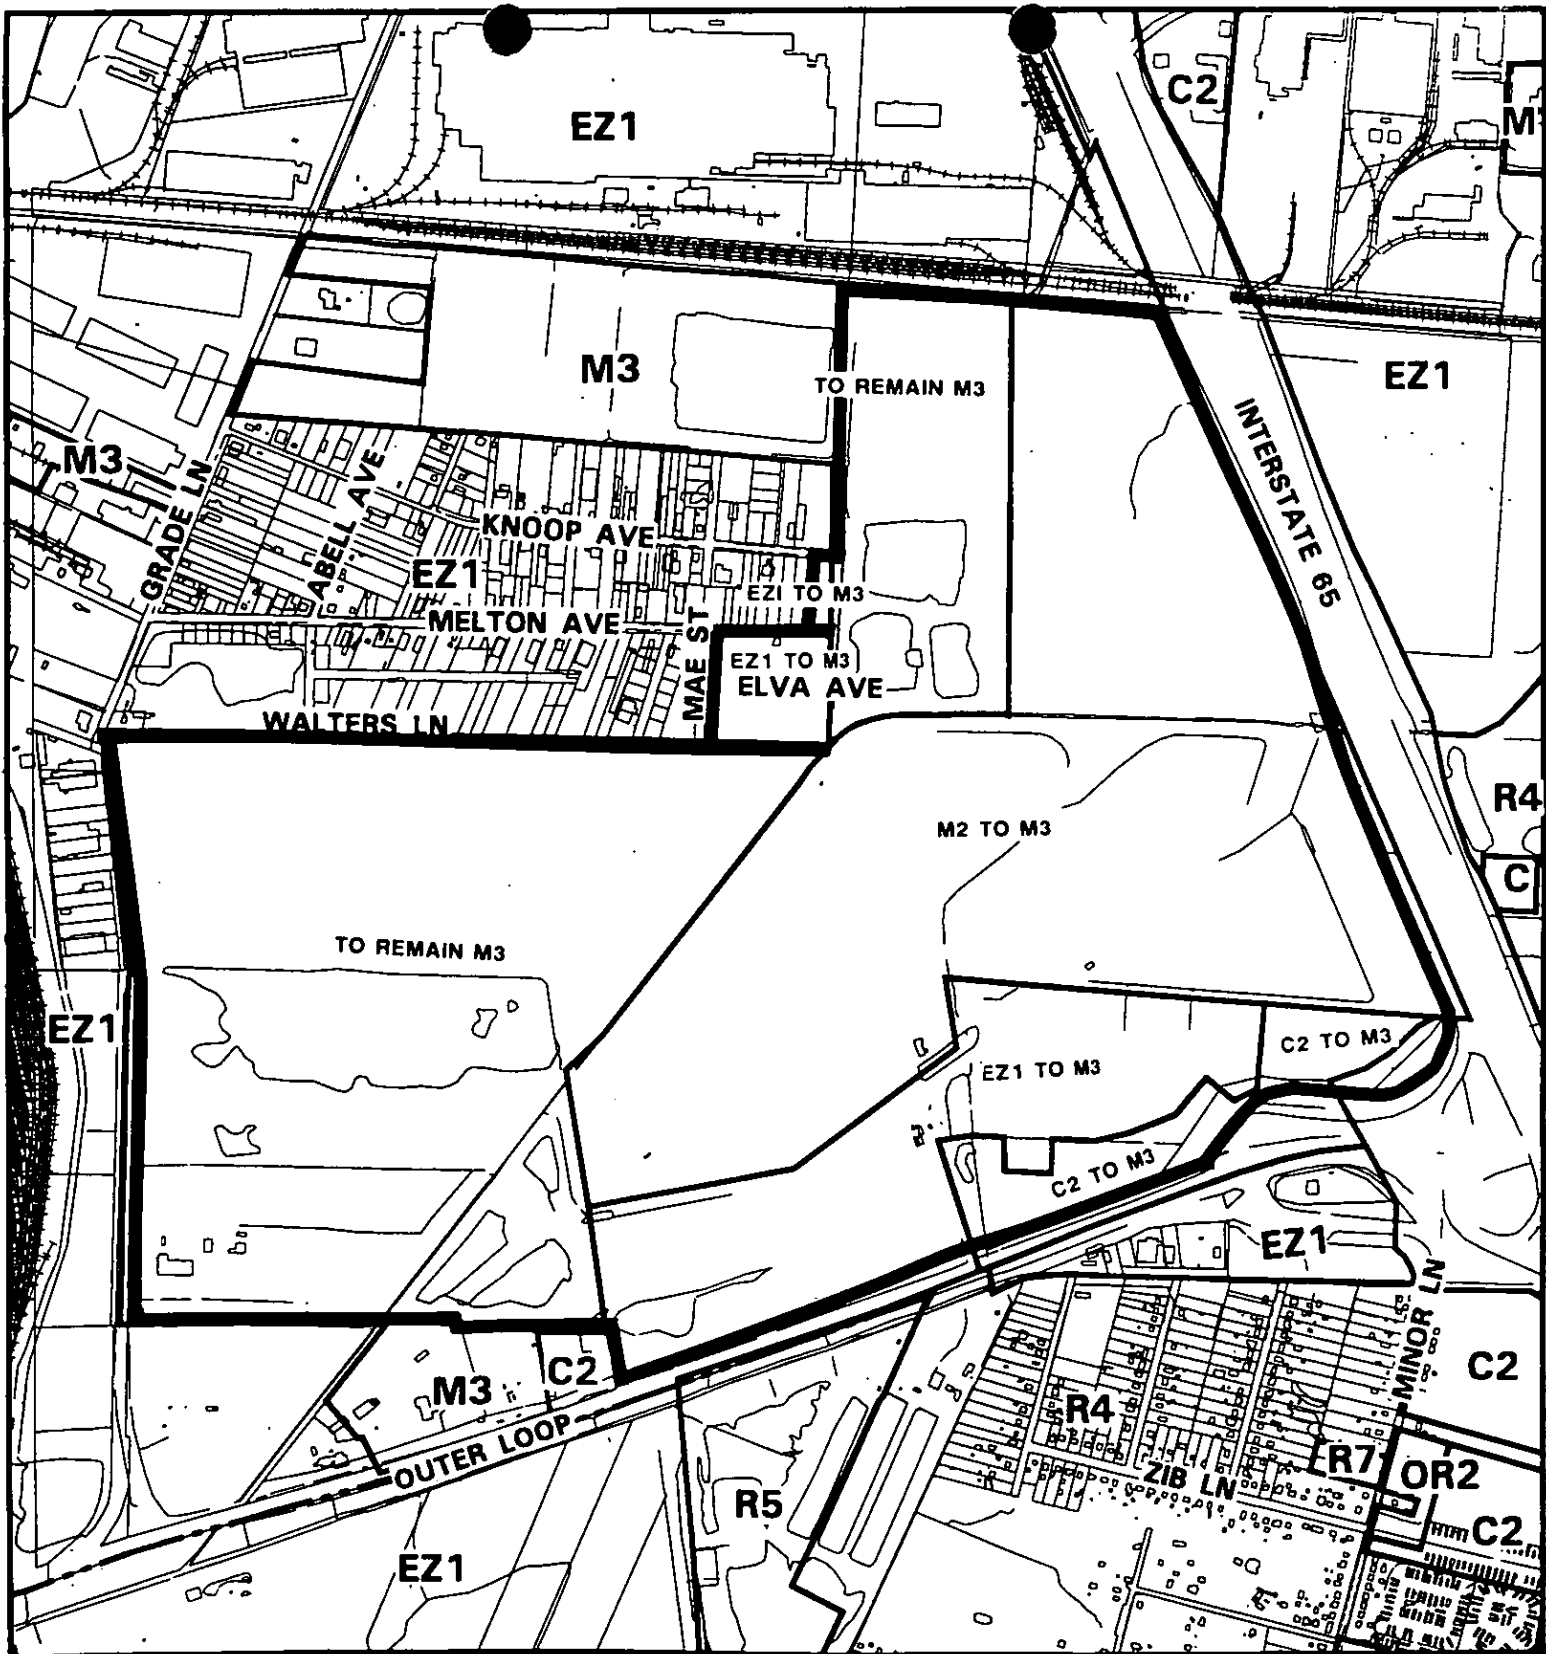 C2
M
EZ1
M3
TO REMAIN M3
EZ1
INTERSTATE 65
M3
GRADE LN
ABELL AVE
KNOOP AVE
EZ1
EZ1 TO M3
MELTON AVE
MAE ST
EZ1 TO M3
ELVA AVE
WALTERS LN
R4
M2 TO M3
C
TO REMAIN M3
EZ1
C2 TO M3
EZ1 TO M3
C2 TO M3
EZ1
MINOR LN
C2
C2
M3
R4
OUTER LOOP
R7
OR2
ZIB LN
R5
C2
EZ1